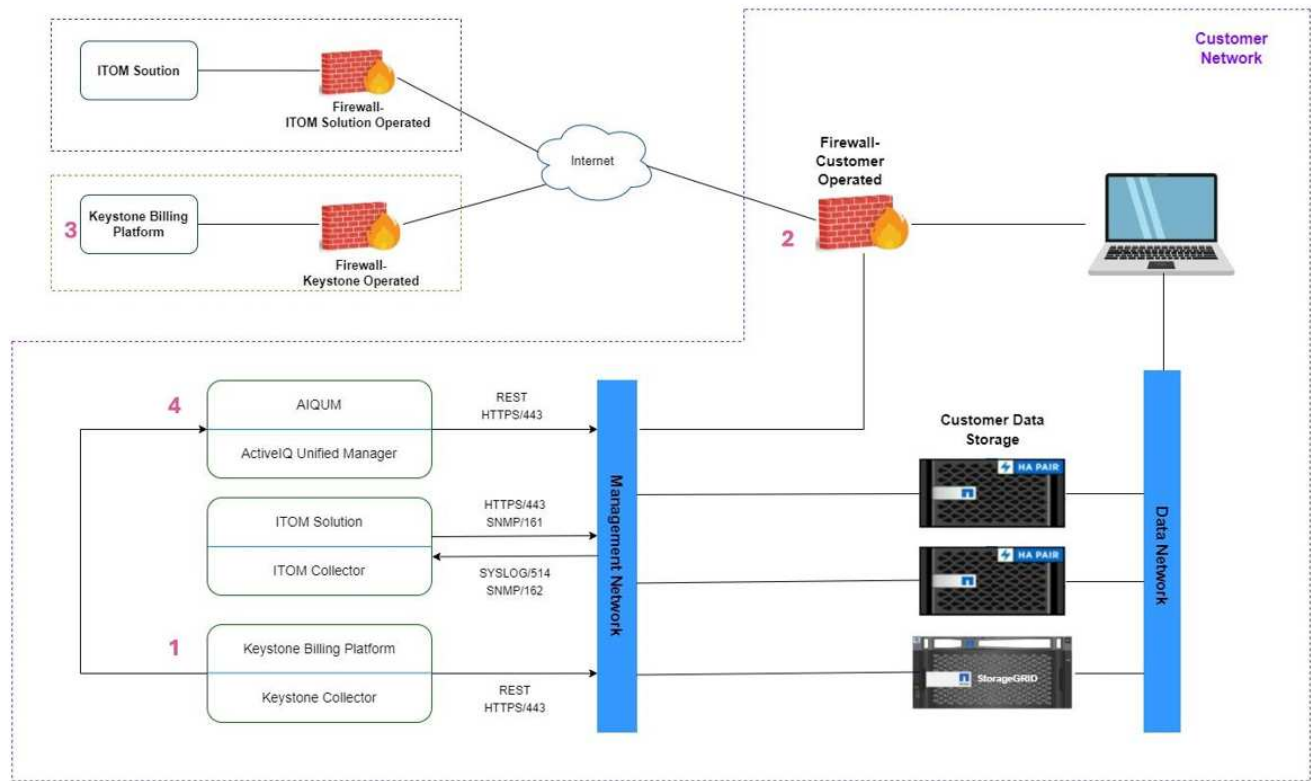 Customer
Network
ITOM Soution
Firewall-
ITOM Solution Operated
Internet
Firewall-
Customer
Operated
3
Keystone Billing
Platform
Firewall-
Keystone Operated
2
4
AIQUM
ActiveIQ Unified Manager
REST
HTTPS/443
ITOM Solution
ITOM Collector
HTTPS/443
SNMP/161
SYSLOG/514
SNMP/162
1
Keystone Billing Platform
Keystone Collector
REST
HTTPS/443
Management Network
Customer Data
Storage
HA PAIR
HA PAIR
StorageGRID
Data Network